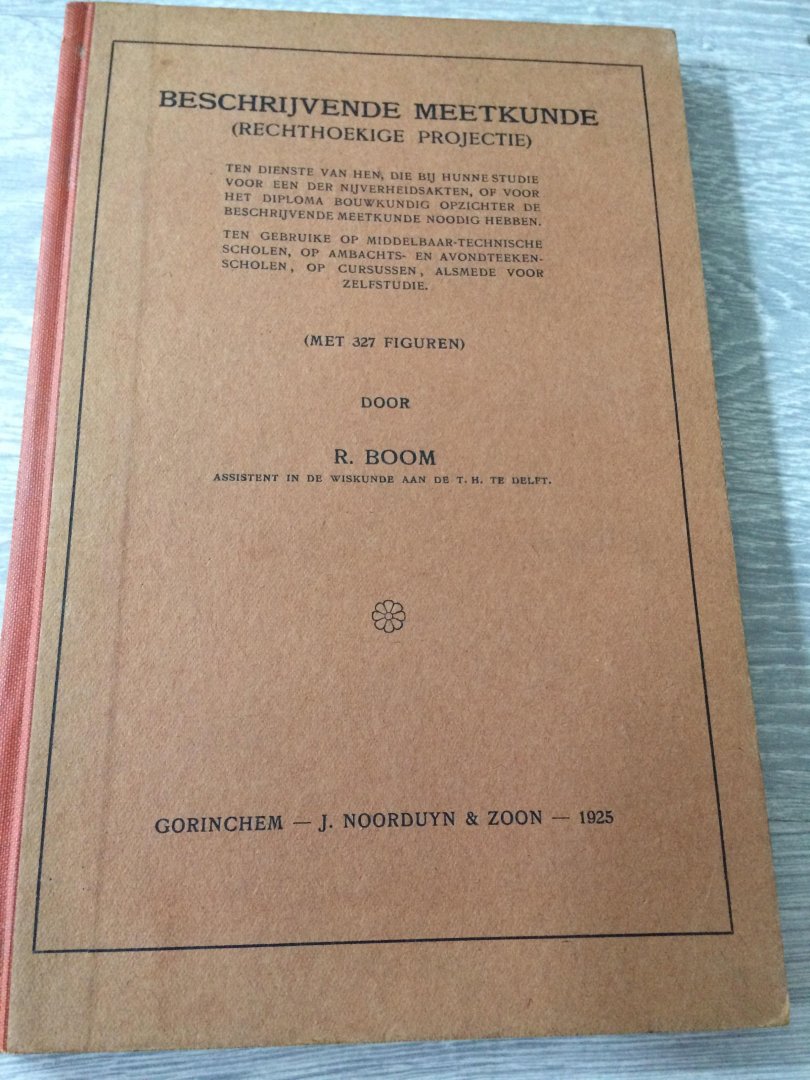 BESCHRIJVENDE MEETKUNDE
(RECHTHOEKIGE PROJECTIE)
TEN DIENSTE VAN HEN, DIE BIJ HUNNE STUDIE
VOOR EEN DER NIJVERHEIDSAKTEN, OF VOOR
HET DIPLOMA BOUWKUNDIG OPZICHTER DE
BESCHRIJVENDE MEETKUNDE NOODIG HEBBEN.
TEN GEBRUIKE OP MIDDELBAAR-TECHNISCHE
SCHOLEN, OP AMBACHTS- EN AVONDTEEKEN-
SCHOLEN, OP CURSUSSEN, ALSMEDE VOOR
ZELFSTUDIE.
(MET 327 FIGUREN)
DOOR
R. BOOM
ASSISTENT IN DE WISKUNDE AAN DE T. H. TE DELFT.
GORINCHEM — J. NOORDUYN & ZOON — 1925